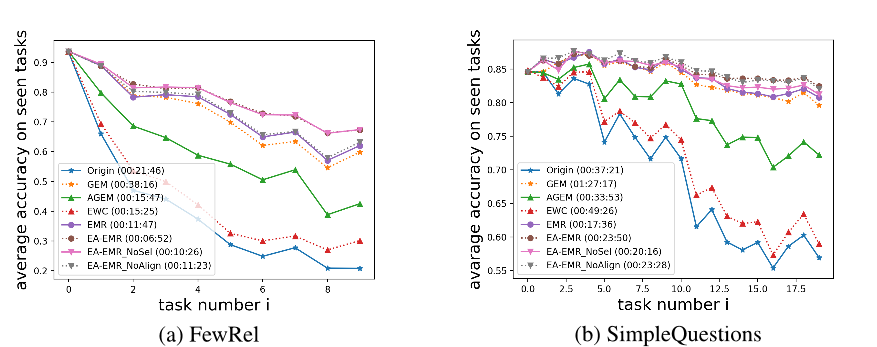 average accuracy on seen tasks
0.9
0.8
0.7
0.6
0.5
0.4
0.3
0.2
Origin (00:21:46)
GEM (00:38:16)
AGEM (00:15:47)
EWC (00:15:25)
EMR (00:11:47)
EA-EMR (00:06:52)
EA-EMR_NoSel (00:10:26)
EA-EMR_NoAlign (00:11:23)
0 2 4 6 8
task number i
(a) FewRel
avarage accuracy on seen tasks
0.85
0.80
0.75
0.70
0.65
0.60
0.55
Origin (00:37:21)
GEM (01:27:17)
AGEM (00:33:53)
EWC (00:49:26)
EMR (00:17:36)
EA-EMR (00:23:50)
EA-EMR_NoSel (00:20:16)
EA-EMR_NoAlign (00:23:28)
0.0 2.5 5.0 7.5 10.0 12.5 15.0 17.5
task number i
(b) SimpleQuestions